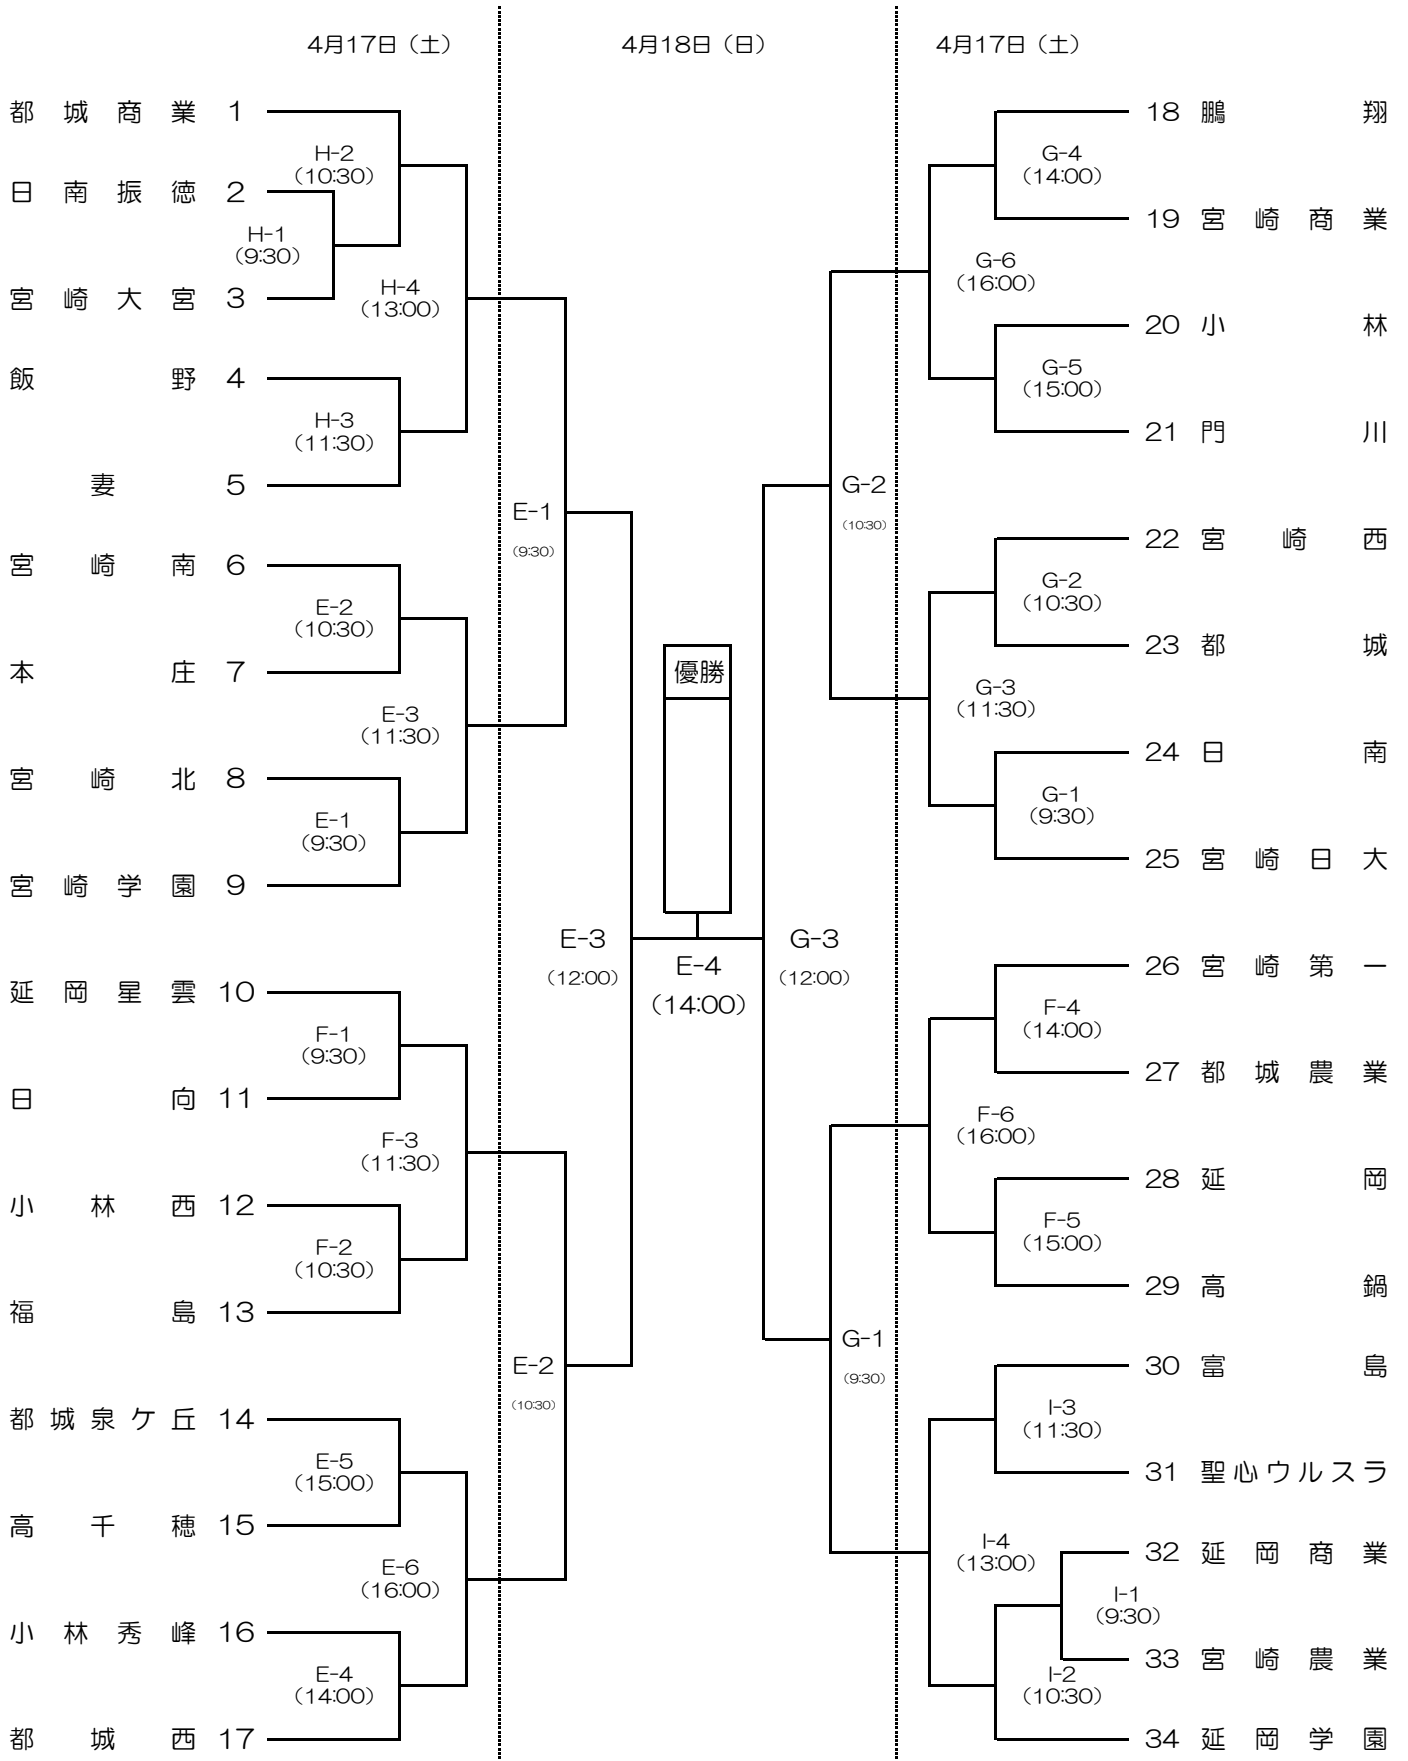 4月17日（土）
4月18日（日）
4月17日（土）
都城商業 1
H-2
(10:30)
日南振徳 2
H-1
(9:30)
宮崎大宮 3
H-4
(13:00)
飯野 4
H-3
(11:30)
妻 5
E-1
(9:30)
宮崎南 6
E-2
(10:30)
本庄 7
E-3
(11:30)
宮崎北 8
E-1
(9:30)
宮崎学園 9
延岡星雲 10
F-1
(9:30)
日向 11
F-3
(11:30)
小林西 12
F-2
(10:30)
福島 13
E-2
(10:30)
都城泉ケ丘 14
E-5
(15:00)
高千穂 15
E-6
(16:00)
小林秀峰 16
E-4
(14:00)
都城西 17
E-3
(12:00)
優勝
E-4
(14:00)
G-3
(12:00)
18 鵬翔
G-4
(14:00)
19 宮崎商業
G-6
(16:00)
20 小林
G-5
(15:00)
21 門川
G-2
(10:30)
22 宮崎西
G-2
(10:30)
23 都城
G-3
(11:30)
24 日南
G-1
(9:30)
25 宮崎日大
26 宮崎第一
F-4
(14:00)
27 都城農業
F-6
(16:00)
28 延岡
F-5
(15:00)
29 高鍋
G-1
(9:30)
30 富島
I-3
(11:30)
31 聖心ウルスラ
I-4
(13:00)
32 延岡商業
I-1
(9:30)
33 宮崎農業
I-2
(10:30)
34 延岡学園